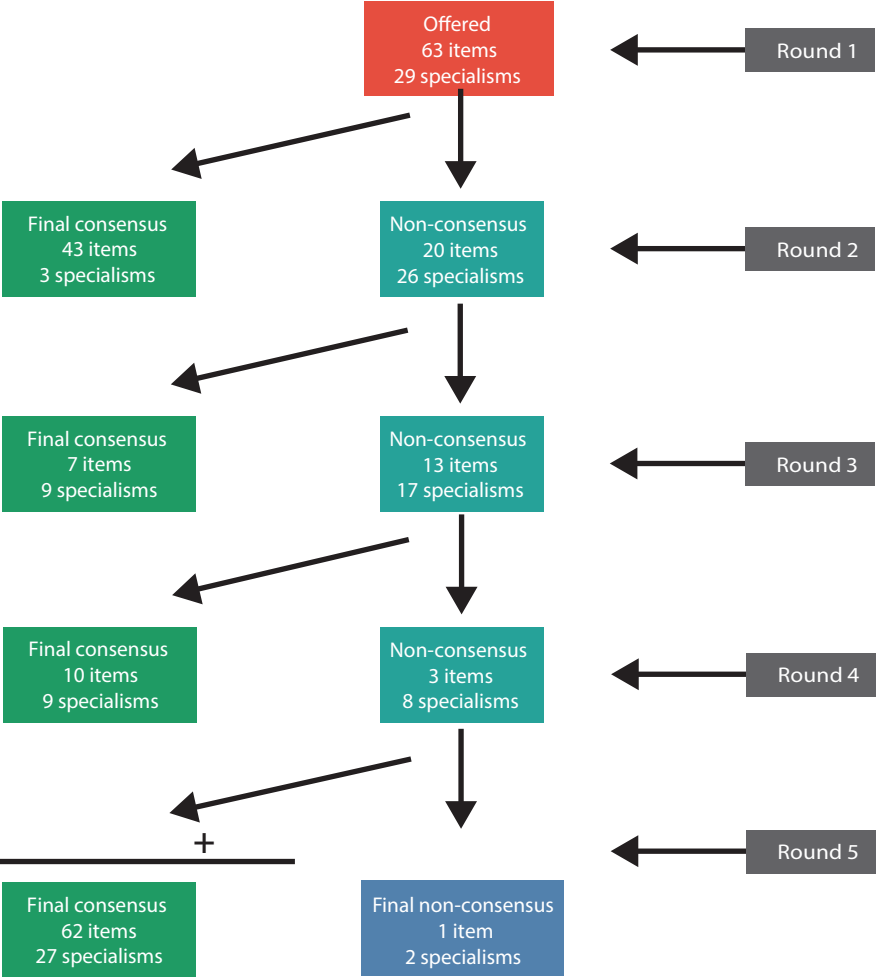 Offered
63 items
29 specialisms
Round 1
Final consensus
43 items
3 specialisms
Non-consensus
20 items
26 specialisms
Round 2
Final consensus
7 items
9 specialisms
Non-consensus
13 items
17 specialisms
Round 3
Final consensus
10 items
9 specialisms
Non-consensus
3 items
8 specialisms
Round 4
+
Round 5
Final consensus
62 items
27 specialisms
Final non-consensus
1 item
2 specialisms